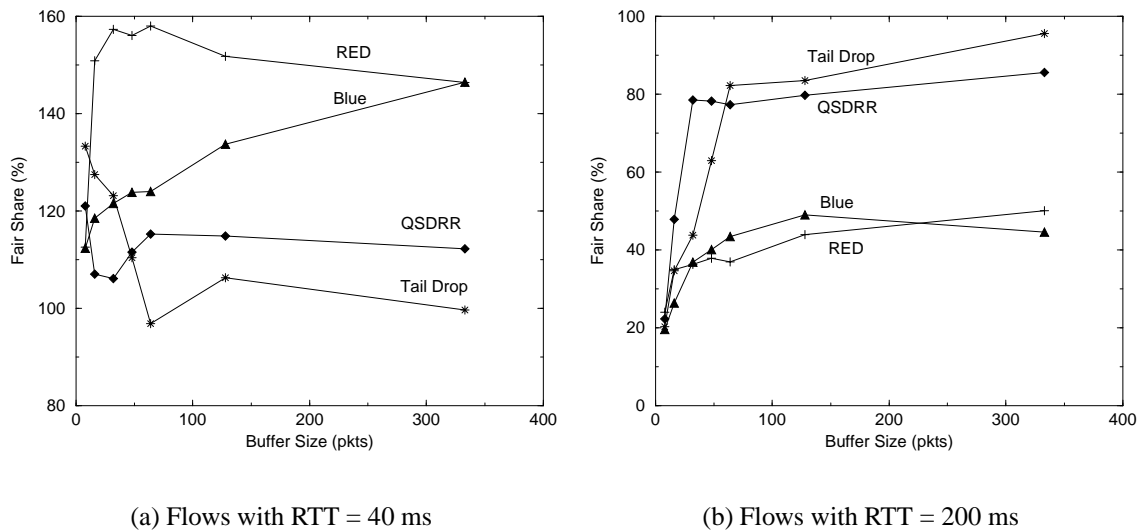 160
140
120
100
80
Fair Share (%)
RED
Blue
QSDRR
Tail Drop
0
100
200
300
400
Buffer Size (pkts)
(a) Flows with RTT = 40 ms
100
80
60
40
20
0
Fair Share (%)
Tail Drop
QSDRR
Blue
RED
0
100
200
300
400
Buffer Size (pkts)
(b) Flows with RTT = 200 ms